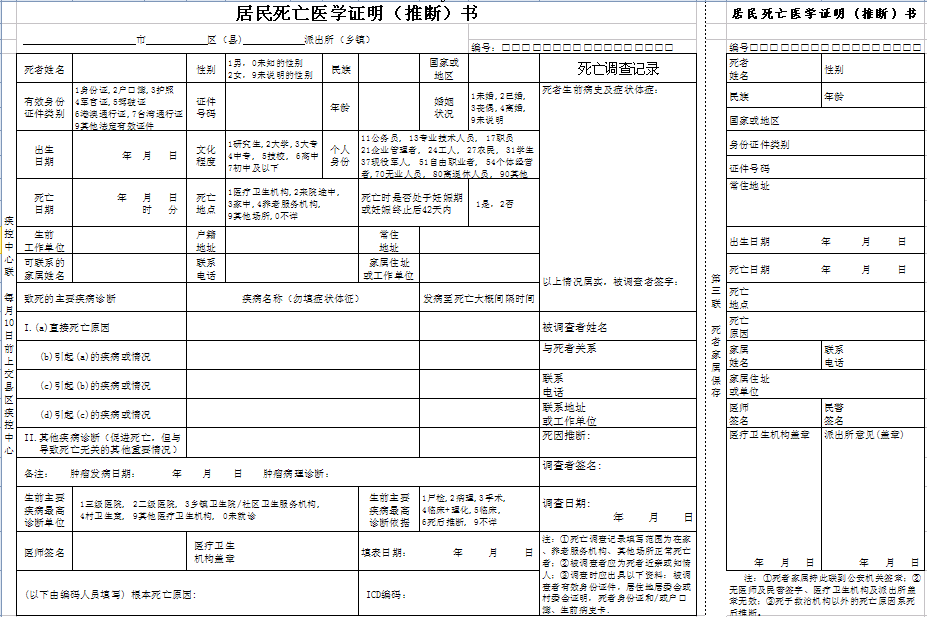 居民死亡医学证明（推断）书
市 区（县） 派出所（乡镇）
编号：□□□□□□□□□□□□□□□□□
死者姓名
性别
1男，0未知的性别
2女，9未说明的性别
民族
国家或
地区
死亡调查记录
有效身份
证件类别
1身份证，2户口簿，3护照
4军官证，5驾驶证
6港澳通行证，7台湾通行证
9其他法定有效证件
证件
号码
年龄
婚姻
状况
1未婚，2已婚，
3丧偶，4离婚，
9未说明
死者生前病史及症状体症：
出生
日期
年 月 日
文化
程度
1研究生，2大学，3大专
4中专， 5技校， 6高中
7初中及以下
个人
身份
11公务员， 13专业技术人员， 17职员
21企业管理者， 24工人， 27农民， 31学生
37现役军人， 51自由职业者， 54个体经营
者，70无业人员， 80离退休人员， 90其他
死亡
日期
年 月 日
时 分
死亡
地点
1医疗卫生机构，2来院途中，
3家中，4养老服务机构，
9其他场所，0不详
死亡时是否处于妊娠期
或妊娠终止后42天内
1是，2否
生前
工作单位
户籍
地址
常住
地址
可联系的
家属姓名
联系
电话
家属住址
或工作单位
以上情况属实，被调查者签字：
致死的主要疾病诊断
疾病名称（勿填症状体征）
发病至死亡大概间隔时间
I.(a)直接死亡原因
被调查者姓名
(b)引起(a)的疾病或情况
与死者关系
(c)引起(b)的疾病或情况
联系
电话
(d)引起(c)的疾病或情况
联系地址
或工作单位
II.其他疾病诊断（促进死亡，但与
导致死亡无关的其他重要情况）
死因推断：
备注： 肿瘤发病日期： 年 月 日 肿瘤病理诊断：
调查者签名：
生前主要
疾病最高
诊断单位
1三级医院， 2二级医院， 3乡镇卫生院/社区卫生服务机构，
4村卫生室， 9其他医疗卫生机构， 0未就诊
生前主要
疾病最高
诊断依据
1尸检，2病理，3手术，
4临床+理化，5临床，
6死后推断， 9不详
调查日期：
年 月 日
医师签名
医疗卫生
机构盖章
填表日期： 年 月 日
注：①死亡调查记录填写范围为在家
、养老服务机构、其他场所正常死亡
者；②被调查者应为死者近亲或知情
人；③调查时应出具以下资料：被调
查者有效身份证件，居住地居委会或
村委会证明，死者身份证和/或户口
簿、生前病史卡.
(以下由编码人员填写）根本死亡原因：
ICD编码：
疾控中心联 每月10日前上交县区疾控中心
第三联 死者家属保存
居民死亡医学证明（推断）书
编号□□□□□□□□□□□□□□□□□
死者
姓名
性别
民族
年龄
国家或地区
身份证件类别
证件号码
常住地址
出生日期 年 月 日
死亡日期 年 月 日
死亡
地点
死亡
原因
家属
姓名
联系
电话
家属住址
或单位
医师
签名
民警
签名
医疗卫生机构盖章
派出所意见(盖章)
年 月 日
年 月 日
注：①死者家属持此联到公安机关签章；②
无医师及民警签字、医疗卫生机构及派出所盖
章无效；③死于救治机构以外的死亡原因系死
后推断。